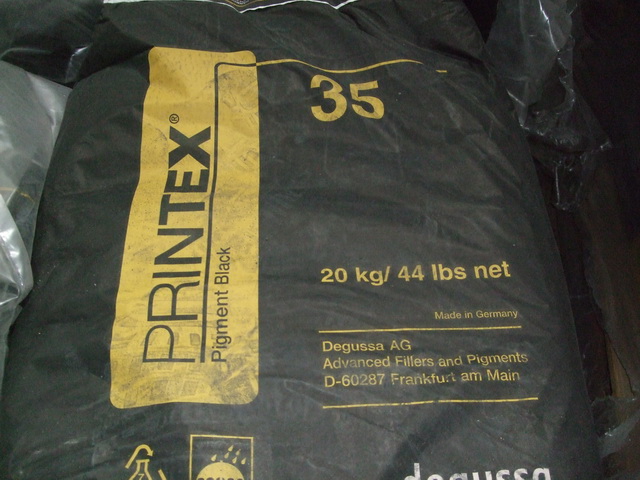 PRINTEX®
Pigment Black
35
20 kg/ 44 lbs net
Made in Germany
Degussa AG
Advanced Fillers and Pigments
D-60287 Frankfurt am Main
degussa